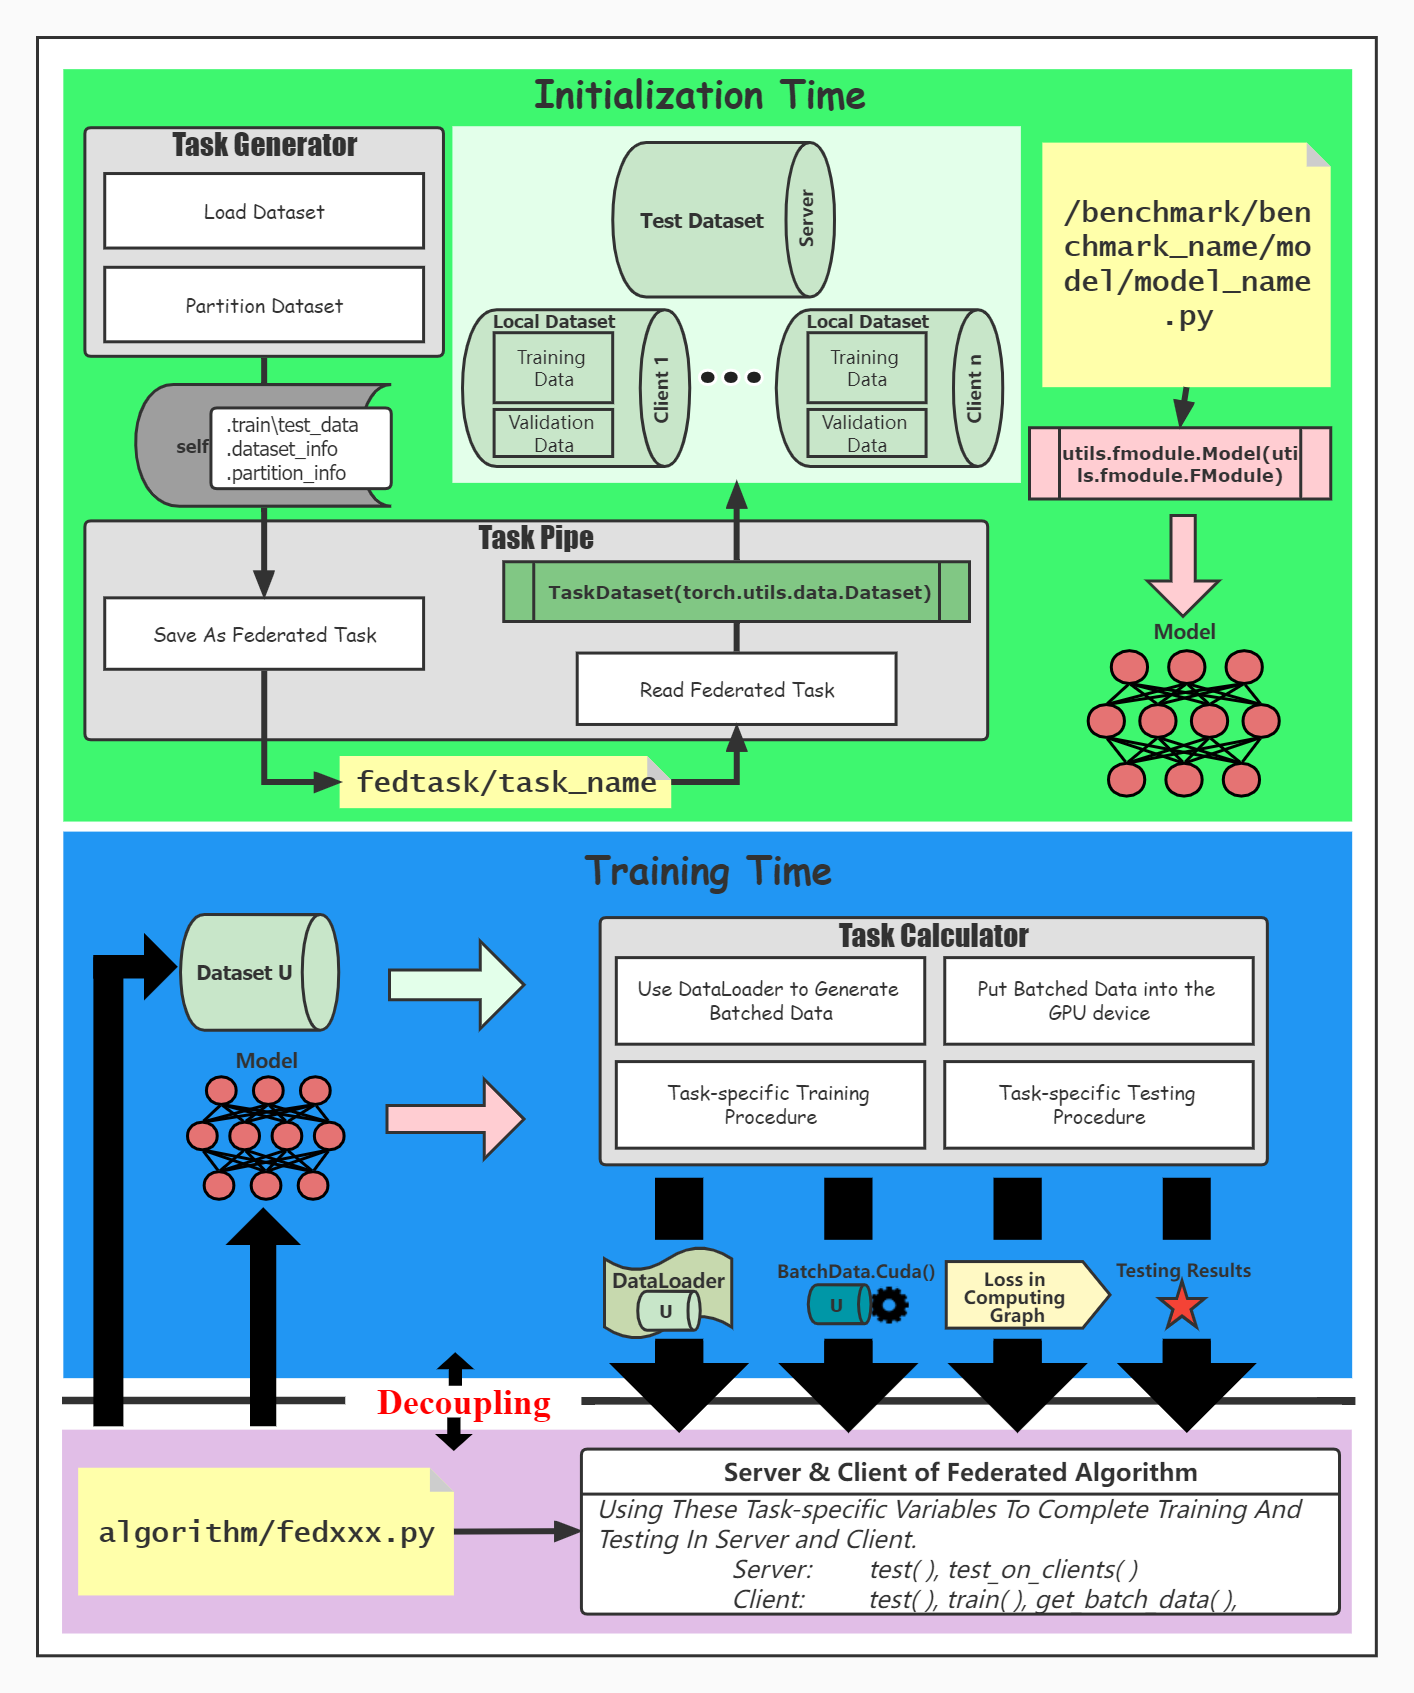 Initialization Time
Task Generator
Load Dataset
Partition Dataset
self
.train\test_data
.dataset_info
.partition_info
Test Dataset
Server
Local Dataset
Training
Data
Validation
Data
Client 1
Local Dataset
Training
Data
Validation
Data
Client n
/benchmark/ben
chmark_name/mo
del/model_name
.py
utils.fmodule.Model(uti
ls.fmodule.FModule)
Model
Task Pipe
Save As Federated Task
TaskDataset(torch.utils.data.Dataset)
Read Federated Task
fedtask/task_name
Training Time
Dataset U
Model
Task Calculator
Use DataLoader to Generate
Batched Data
Put Batched Data into the
GPU device
Task-specific Training
Procedure
Task-specific Testing
Procedure
DataLoader
U
BatchData.Cuda()
U
Loss in
Computing
Graph
Testing Results
Decoupling
algorithm/fedxxx.py
Server & Client of Federated Algorithm
Using These Task-specific Variables To Complete Training And
Testing In Server and Client.
Server: test( ), test_on_clients( )
Client: test( ), train( ), get_batch_data( ),